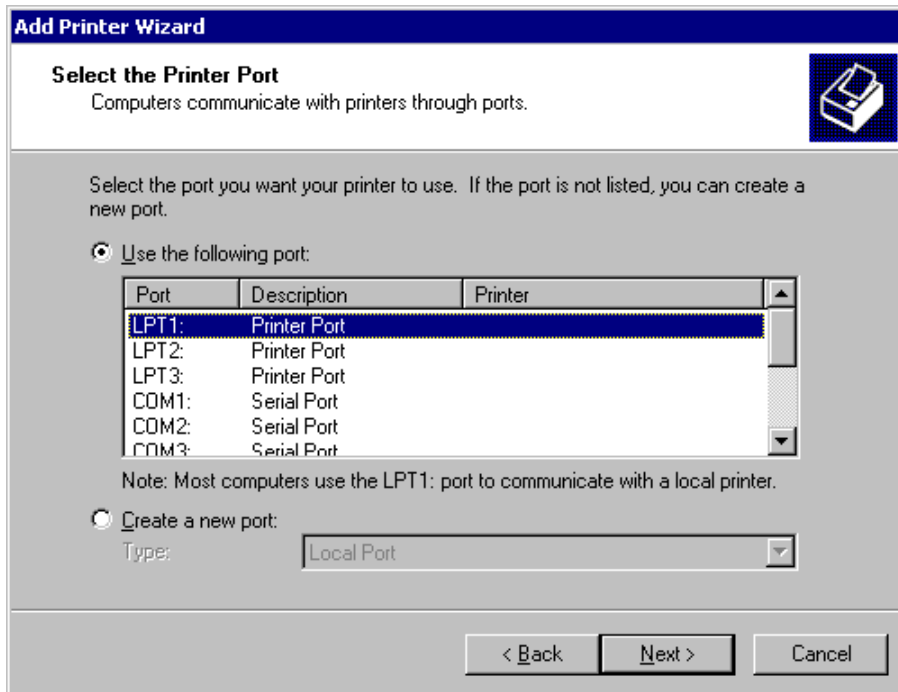 Add Printer Wizard
Select the Printer Port
Computers communicate with printers through ports.
Select the port you want your printer to use. If the port is not listed, you can create a
new port.
Use the following port:
Port Description Printer
LPT1: Printer Port
LPT2: Printer Port
LPT3: Printer Port
COM1: Serial Port
COM2: Serial Port
COM3: Serial Port
Note: Most computers use the LPT1: port to communicate with a local printer.
Create a new port:
Type: Local Port
< Back Next > Cancel